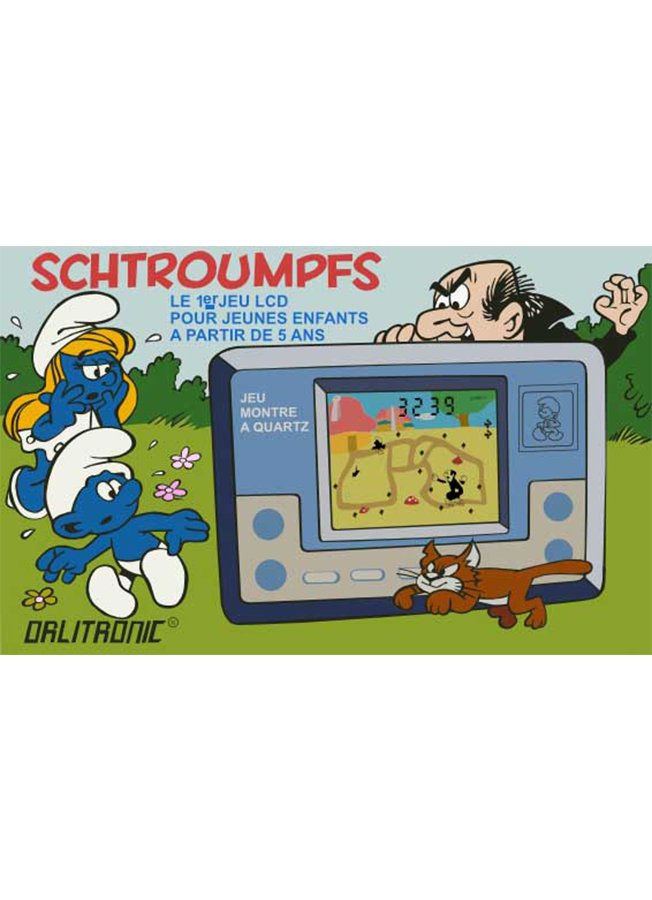 SCHTROUMPFS
LE 1er JEU LCD
POUR JEUNES ENFANTS
A PARTIR DE 5 ANS
JEU
MONTRE
A QUARTZ
3239
ORLITRONIC®